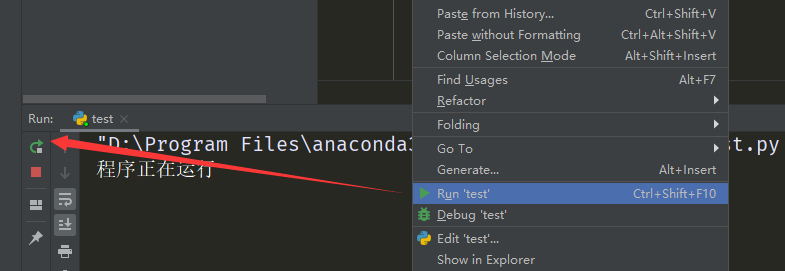 Paste from History... Ctrl+Shift+V
Paste without Formatting Ctrl+Alt+Shift+V
Column Selection Mode Alt+Shift+Insert
Find Usages Alt+F7
Refactor
Folding
Go To
Generate... Alt+Insert
Run 'test' Ctrl+Shift+F10
Debug 'test'
Edit 'test'...
Show in Explorer
Run: test
"D:\Program Files\anaconda3 st.py
程序正在运行